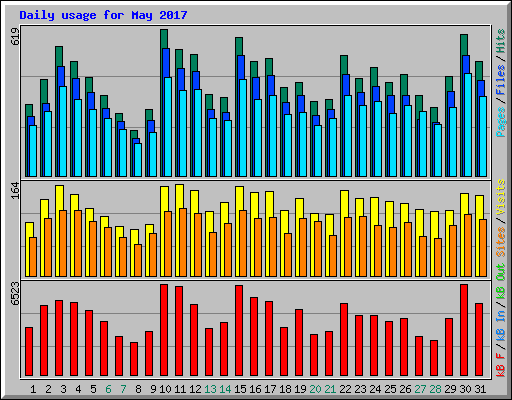 Daily usage for May 2017
619
Pages / Files / Hits
164
Sites / Visits
6523
kB F / kB In / kB Out
1 2 3 4 5 6 7 8 9 10 11 12 13 14 15 16 17 18 19 20 21 22 23 24 25 26 27 28 29 30 31